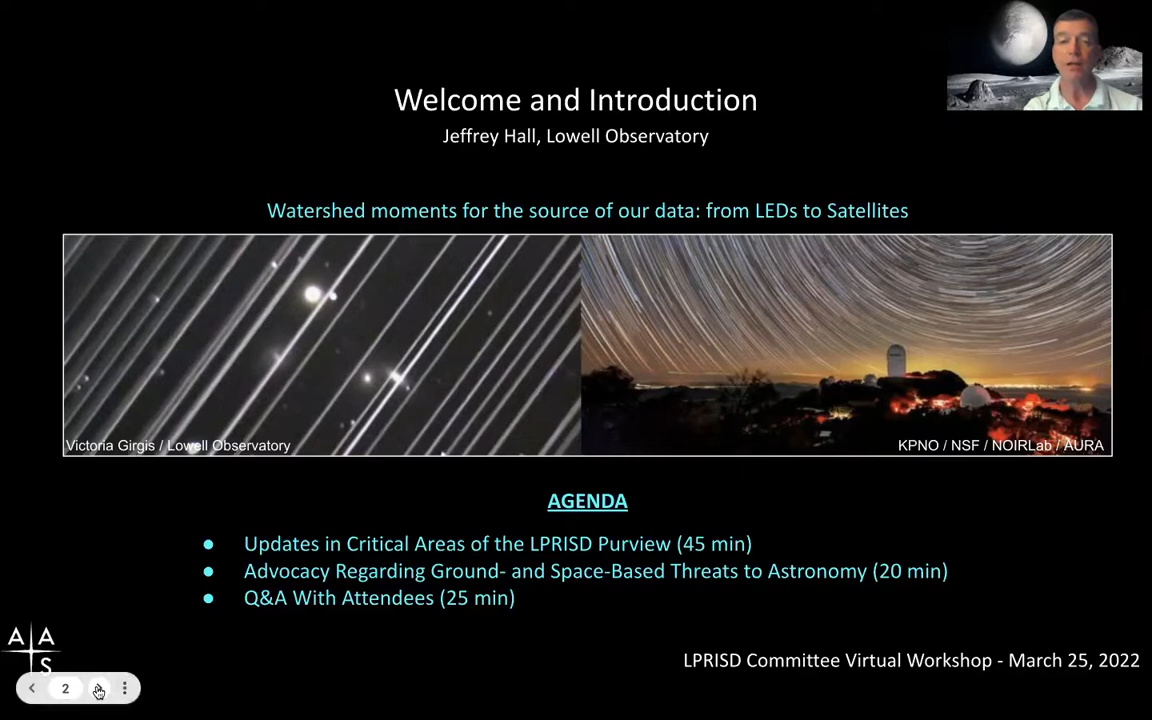 Welcome and Introduction
Jeffrey Hall, Lowell Observatory
Watershed moments for the source of our data: from LEDs to Satellites
Victoria Girgis / Lowell Observatory
KPNO / NSF / NOIRLab / AURA
AGENDA
● Updates in Critical Areas of the LPRISD Purview (45 min)
● Advocacy Regarding Ground- and Space-Based Threats to Astronomy (20 min)
● Q&A With Attendees (25 min)
A A
S
2
LPRISD Committee Virtual Workshop - March 25, 2022